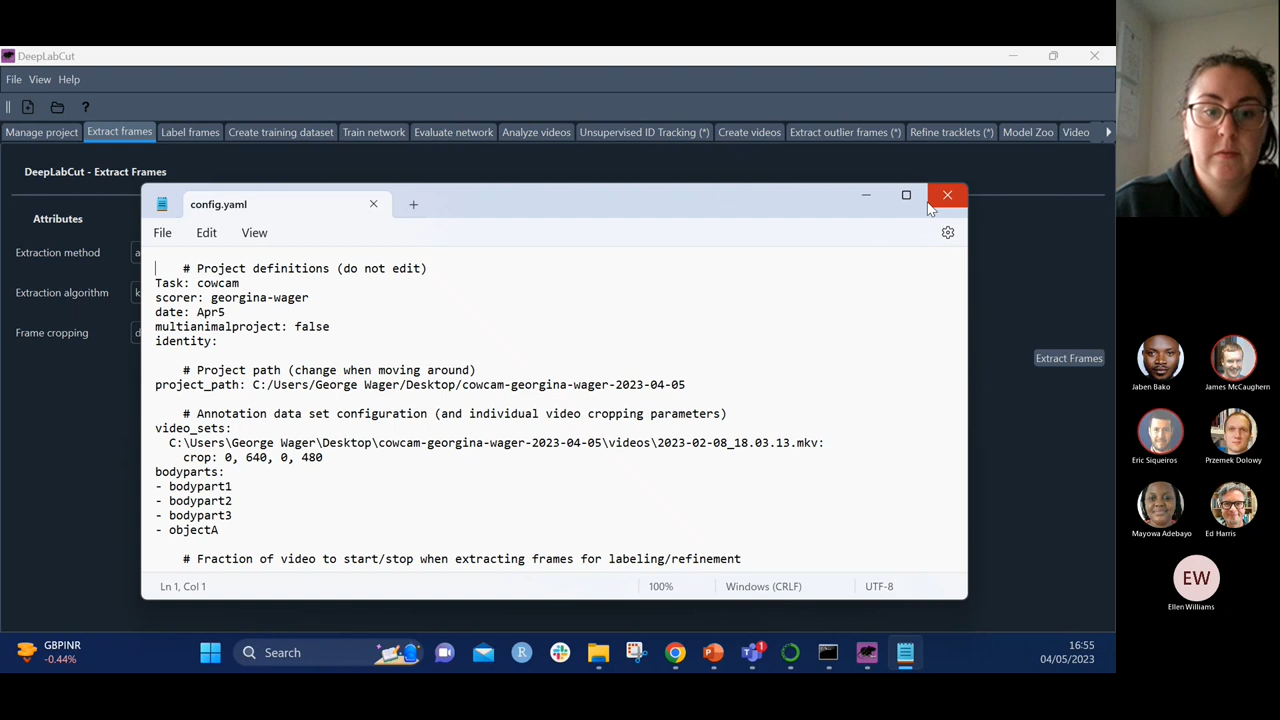 DeepLabCut
File View Help
?
Manage project Extract frames Label frames Create training dataset Train network Evaluate network Analyze videos Unsupervised ID Tracking (*) Create videos Extract outlier frames (*) Refine tracklets (*) Model Zoo Video
DeepLabCut - Extract Frames
Attributes
Extraction method
Extraction algorithm
Frame cropping
Extract Frames
config.yaml
File Edit View
# Project definitions (do not edit)
Task: cowcam
scorer: georgina-wager
date: Apr5
multianimalproject: false
identity:
# Project path (change when moving around)
project_path: C:/Users/George Wager/Desktop/cowcam-georgina-wager-2023-04-05
# Annotation data set configuration (and individual video cropping parameters)
video_sets:
C:\Users\George Wager\Desktop\cowcam-georgina-wager-2023-04-05\videos\2023-02-08_18.03.13.mkv:
crop: 0, 640, 0, 480
bodyparts:
- bodypart1
- bodypart2
- bodypart3
- objectA
# Fraction of video to start/stop when extracting frames for labeling/refinement
Ln 1, Col 1 100% Windows (CRLF) UTF-8
GBPINR
-0.44%
Search
1
16:55
04/05/2023
Jaben Bako
James McCaughern
Eric Siqueiros
Przemek Dolowy
Mayowa Adebayo
Ed Harris
EW
Ellen Williams